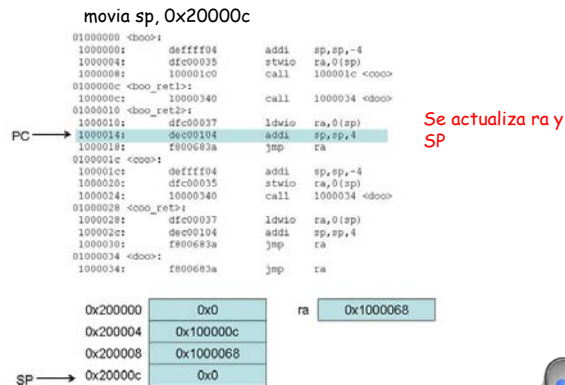 movia sp, 0x20000c
01000000 <boo>:
1000000: deffff04 addi sp,sp,-4
1000004: dfc00035 stwio ra,0(sp)
1000008: 100001c0 call 100001c <coo>
0100000c <boo_ret1>:
100000c: 10000340 call 1000034 <doo>
01000010 <boo_ret2>:
1000010: dfc00037 ldwio ra,0(sp)
PC 1000014: dec00104 addi sp,sp,4
1000018: f800683a jmp ra
0100001c <coo>:
100001c: deffff04 addi sp,sp,-4
1000020: dfc00035 stwio ra,0(sp)
1000024: 10000340 call 1000034 <doo>
01000028 <coo_ret>:
1000028: dfc00037 ldwio ra,0(sp)
100002c: dec00104 addi sp,sp,4
1000030: f800683a jmp ra
01000034 <doo>:
1000034: f800683a jmp ra
Se actualiza ra y
SP
0x200000 0x0 ra 0x1000068
0x200004 0x100000c
0x200008 0x1000068
SP 0x20000c 0x0